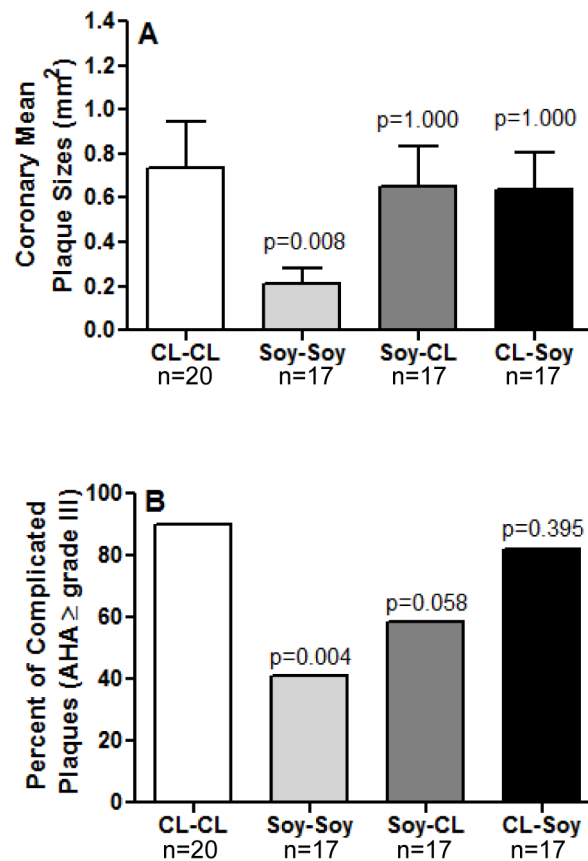 A
Coronary Mean
Plaque Sizes (mm²)
1.4
1.2
1.0
0.8
0.6
0.4
0.2
0.0
p=0.008
p=1.000
p=1.000
CL-CL
n=20
Soy-Soy
n=17
Soy-CL
n=17
CL-Soy
n=17
B
Percent of Complicated
Plaques (AHA ≥ grade III)
100
80
60
40
20
0
p=0.004
p=0.058
p=0.395
CL-CL
n=20
Soy-Soy
n=17
Soy-CL
n=17
CL-Soy
n=17